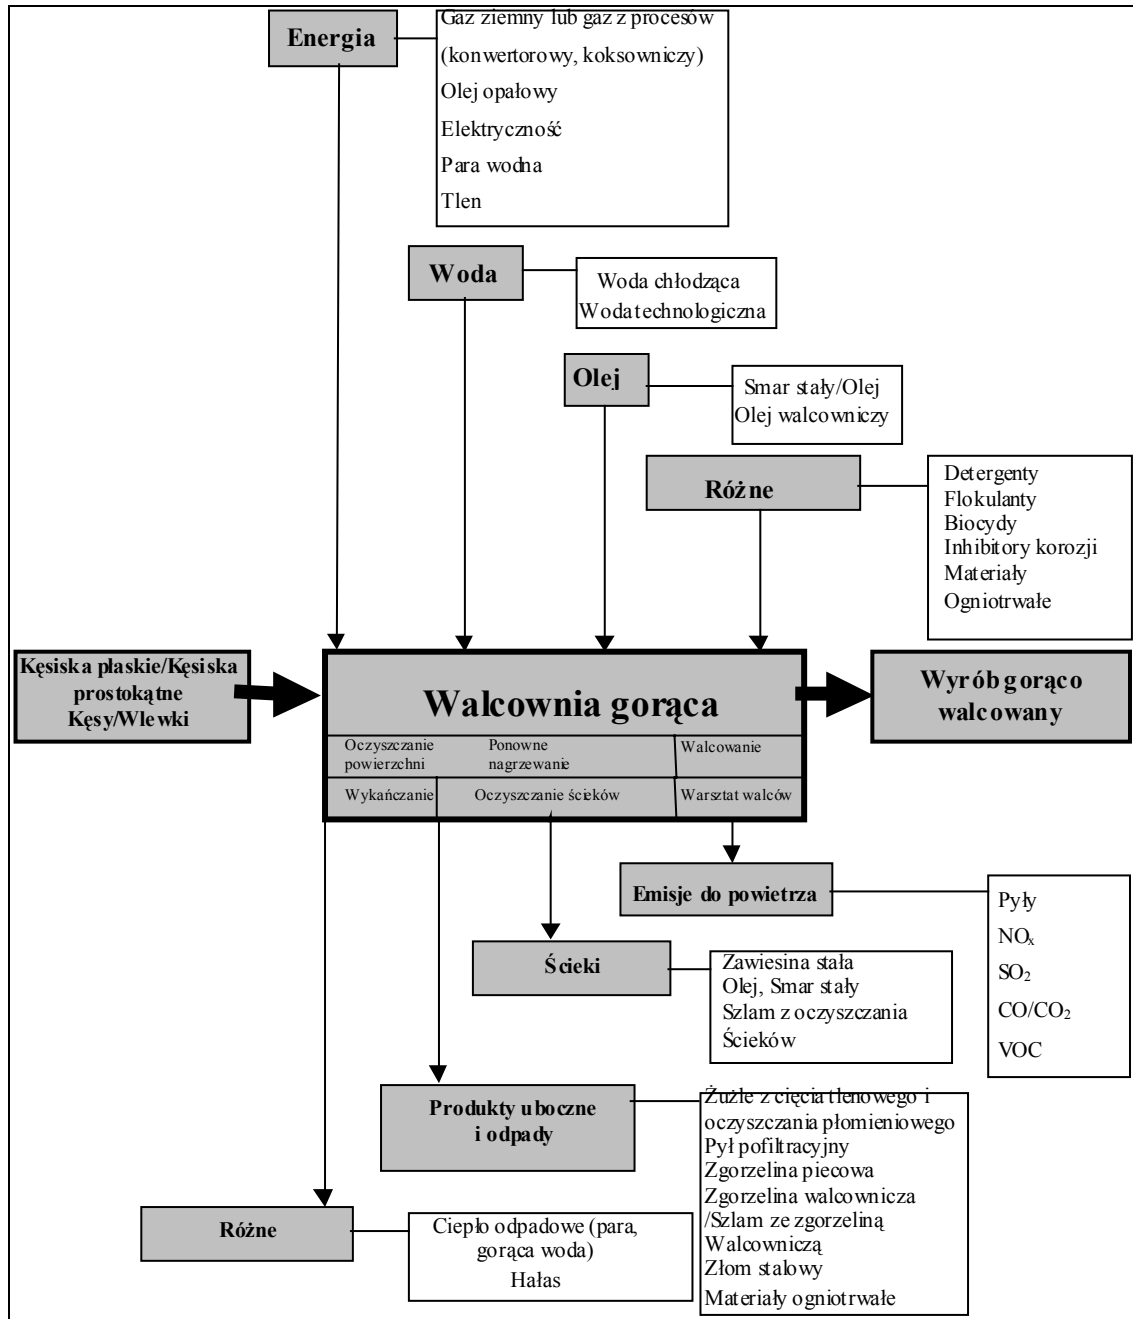 Energia
Gaz ziemny lub gaz z procesów
(konwertorowy, koksowniczy)
Olej opałowy
Elektryczność
Para wodna
Tlen
Woda
Woda chłodząca
Woda technologiczna
Olej
Smar stały/Olej
Olej walcowniczy
Różne
Detergenty
Flokulanty
Biocydy
Inhibitory korozji
Materiały
Ogniotrwałe
Kęsiska płaskie/Kęsiska
prostokątne
Kęsy/Wlewki
Walcownia gorąca
Oczyszczanie
powierzchni
Ponowne
nagrzewanie
Walcowanie
Wykańczanie
Oczyszczanie ścieków
Warsztat walców
Wyrób gorąco
walcowany
Emisje do powietrza
Pyły
NOₓ
SO₂
CO/CO₂
VOC
Ścieki
Zawiesina stała
Olej, Smar stały
Szlam z oczyszczania
Ścieków
Produkty uboczne
i odpady
Żużle z cięcia tlenowego i
oczyszczania płomieniowego
Pył pofiltracyjny
Zgorzelina piecowa
Zgorzelina walcownicza
/Szlam ze zgorzeliną
Walcowniczą
Złom stalowy
Materiały ogniotrwałe
Różne
Ciepło odpadowe (para,
gorąca woda)
Hałas